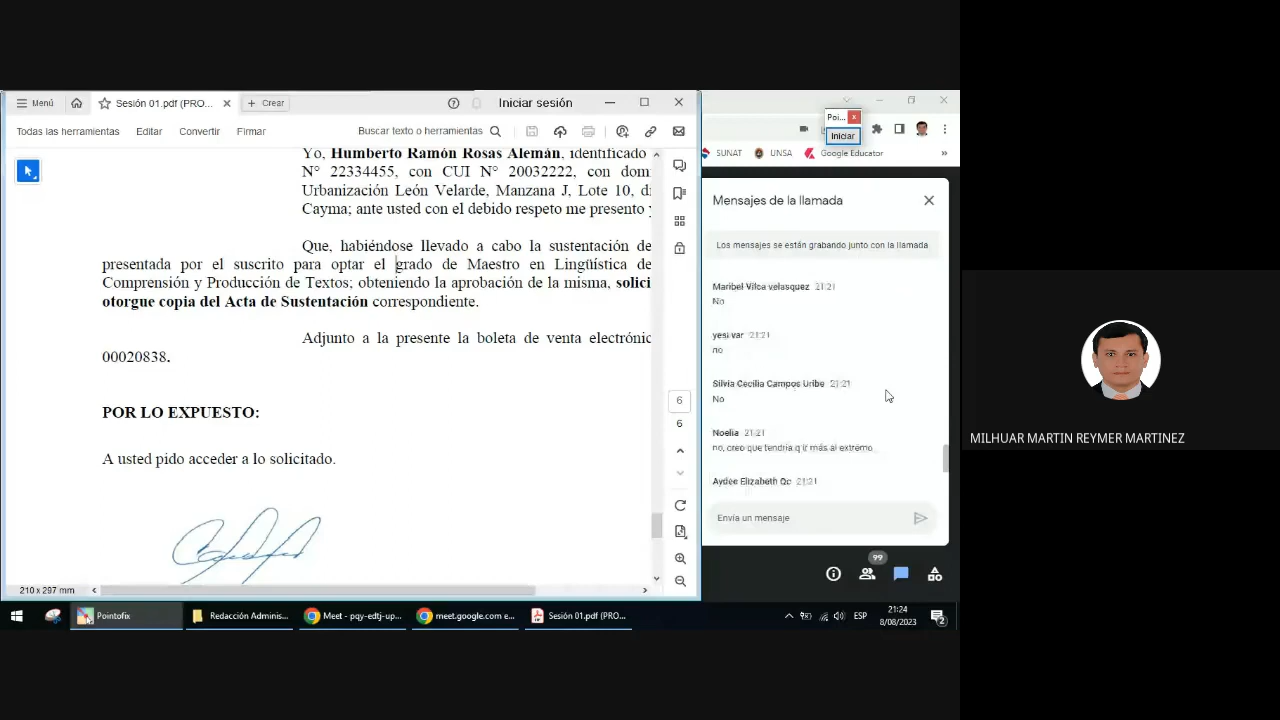 Menú
Sesión 01.pdf (PRO...
Crear
Iniciar sesión
Todas las herramientas
Editar
Convertir
Firmar
Buscar texto o herramientas
Yo, Humberto Ramón Rosas Alemán, identificado
N° 22334455, con CUI N° 20032222, con domi
Urbanización León Velarde, Manzana J, Lote 10, di
Cayma; ante usted con el debido respeto me presento y
Que, habiéndose llevado a cabo la sustentación de
presentada por el suscrito para optar el grado de Maestro en Lingüística de
Comprensión y Producción de Textos; obteniendo la aprobación de la misma, solici
otorgue copia del Acta de Sustentación correspondiente.
Adjunto a la presente la boleta de venta electrónic
00020838.
POR LO EXPUESTO:
A usted pido acceder a lo solicitado.
6
6
210 x 297 mm
Poi...
Iniciar
SUNAT
UNSA
Google Educator
Mensajes de la llamada
Los mensajes se están grabando junto con la llamada
Maribel Vilca velasquez 21:21
No
yesi var 21:21
no
Silvia Cecilia Campos Uribe 21:21
No
Noelia 21:21
no, creo que tendria q ir más al extremo
Aydee Elizabeth Qc 21:21
Envía un mensaje
99
MILHUAR MARTIN REYMER MARTINEZ
Pointofix
Redacción Adminis...
Meet - pqy-edtj-up...
meet.google.com e...
Sesión 01.pdf (PRO...
ESP
21:24
8/08/2023
2